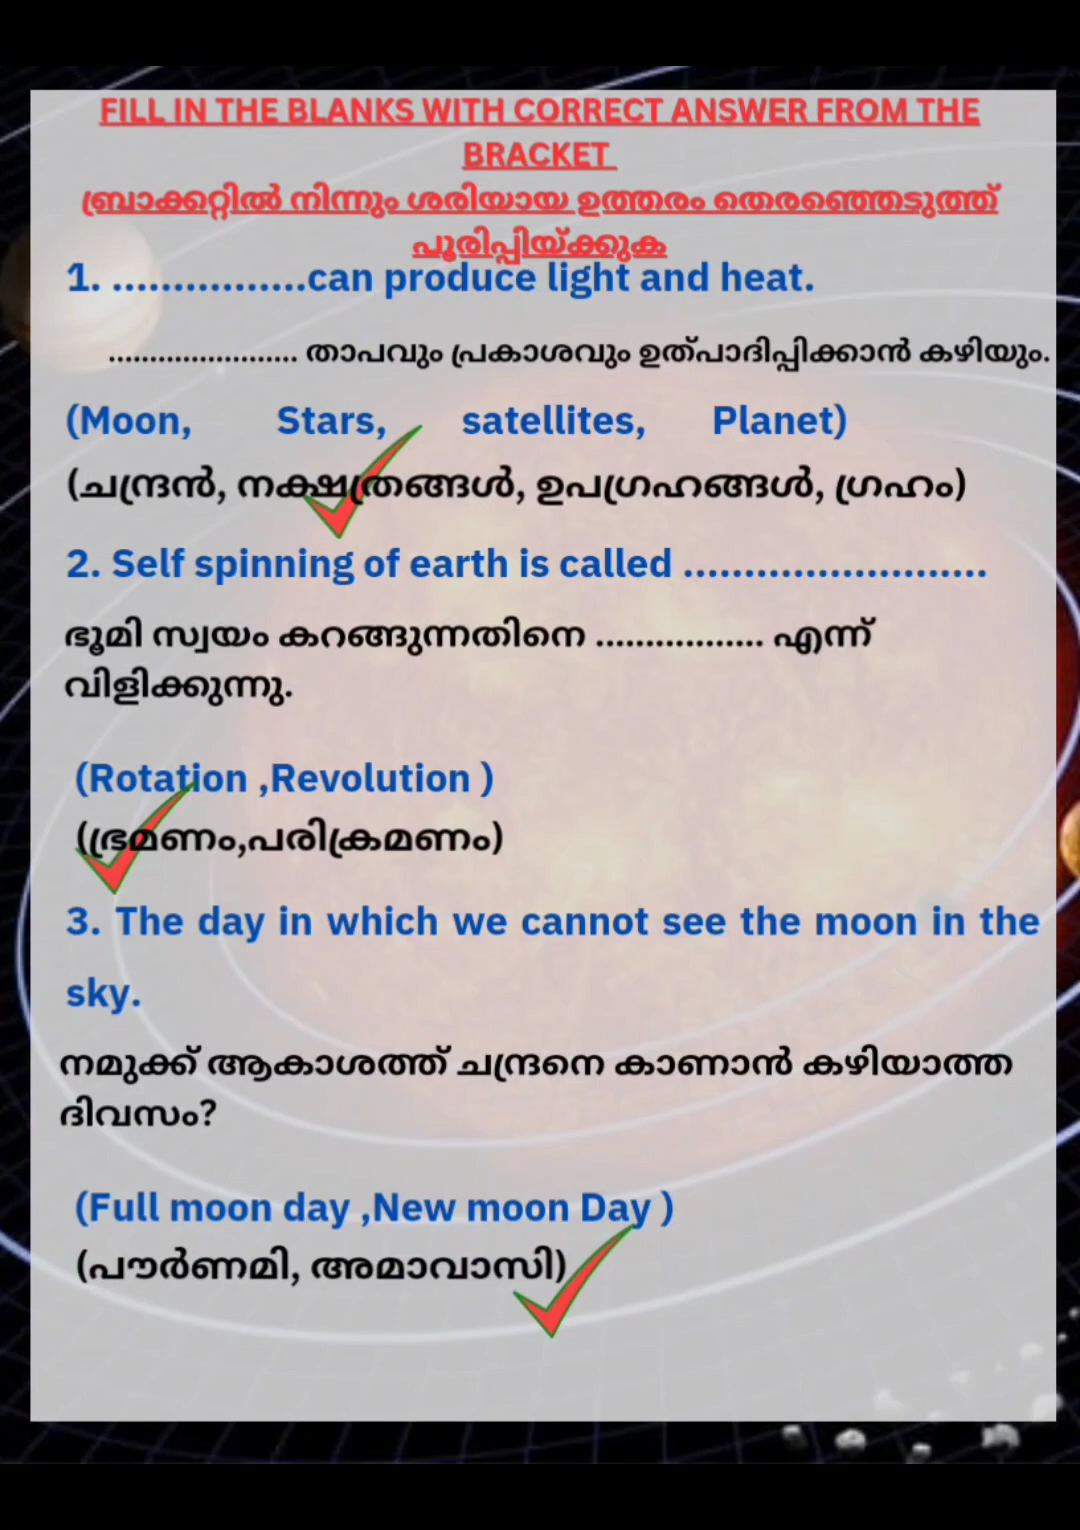 FILL IN THE BLANKS WITH CORRECT ANSWER FROM THE
BRACKET
ബ്രാക്കറ്റിൽ നിന്നും ശരിയായ ഉത്തരം തെരഞ്ഞെടുത്ത്
പൂരിപ്പിയ്ക്കുക
1. ................can produce light and heat.
....................... താപവും പ്രകാശവും ഉത്പാദിപ്പിക്കാൻ കഴിയും.
(Moon, Stars, satellites, Planet)
(ചന്ദ്രൻ, നക്ഷത്രങ്ങൾ, ഉപഗ്രഹങ്ങൾ, ഗ്രഹം)
2. Self spinning of earth is called .........................
ഭൂമി സ്വയം കറങ്ങുന്നതിനെ ................. എന്ന്
വിളിക്കുന്നു.
(Rotation ,Revolution )
(ഭ്രമണം,പരിക്രമണം)
3. The day in which we cannot see the moon in the
sky.
നമുക്ക് ആകാശത്ത് ചന്ദ്രനെ കാണാൻ കഴിയാത്ത
ദിവസം?
(Full moon day ,New moon Day )
(പൗർണമി, അമാവാസി)